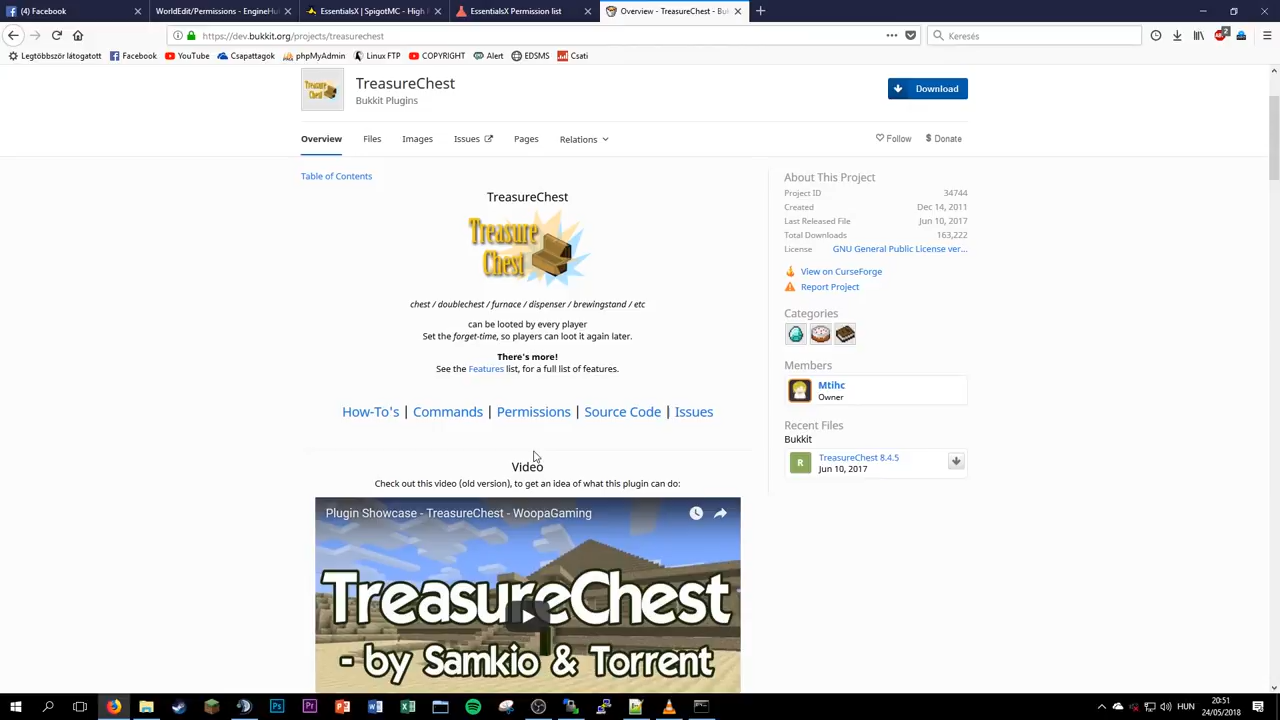 Facebook
WorldEdit/Permissions - EngineHu
EssentialsX | SpigotMC - High
EssentialsX Permission list
Overview - TreasureChest - Bu
https://dev.bukkit.org/projects/treasurechest
Keresés
2
Legtöbbször látogatott
Facebook
YouTube
Csapattagok
phpMyAdmin
Linux FTP
COPYRIGHT
Alert
EDSMS
Csati
Treasure Chest
TreasureChest
Bukkit Plugins
Download
Overview
Files
Images
Issues
Pages
Relations
Follow
Donate
Table of Contents
TreasureChest
Treasure
Chest
chest / doublechest / furnace / dispenser / brewingstand / etc
can be looted by every player
Set the forget-time, so players can loot it again later.
There's more!
See the Features list, for a full list of features.
How-To's | Commands | Permissions | Source Code | Issues
Video
Check out this video (old version), to get an idea of what this plugin can do:
Plugin Showcase - TreasureChest - WoopaGaming
TreasureChest
- by Samkio & Torrent
About This Project
Project ID 34744
Created Dec 14, 2011
Last Released File Jun 10, 2017
Total Downloads 163,222
License GNU General Public License ver...
View on CurseForge
Report Project
Categories
Members
Mtihc
Owner
Recent Files
Bukkit
R
TreasureChest 8.4.5
Jun 10, 2017
HUN
20:51
24/05/2018